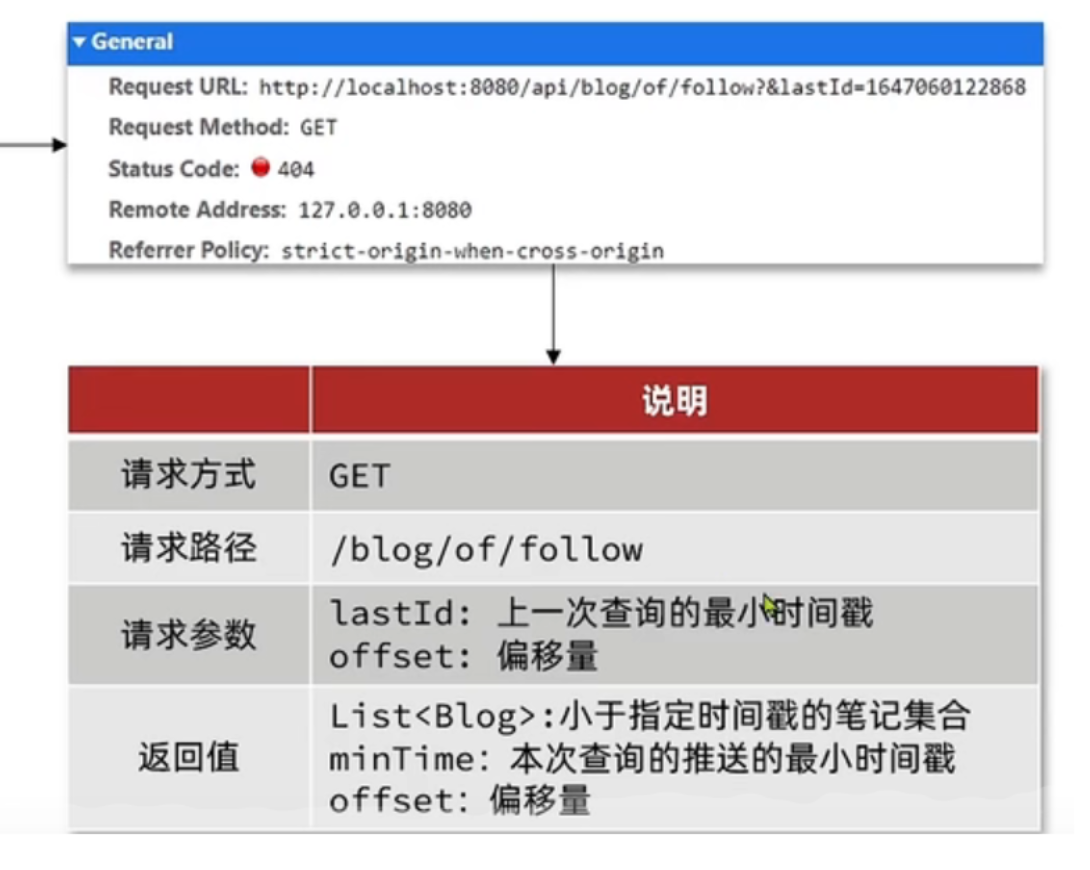 General
Request URL: http://localhost:8080/api/blog/of/follow?&lastId=1647060122868
Request Method: GET
Status Code: 404
Remote Address: 127.0.0.1:8080
Referrer Policy: strict-origin-when-cross-origin
说明
请求方式 GET
请求路径 /blog/of/follow
请求参数 lastId: 上一次查询的最小时间戳
offset: 偏移量
返回值 List<Blog>:小于指定时间戳的笔记集合
minTime: 本次查询的推送的最小时间戳
offset: 偏移量